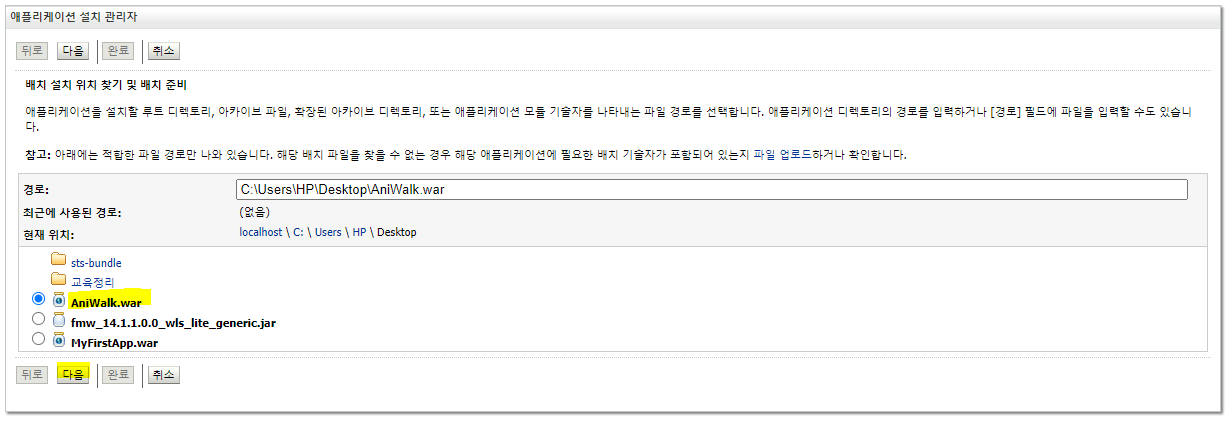 애플리케이션 설치 관리자
뒤로 다음 완료 취소
배치 설치 위치 찾기 및 배치 준비
애플리케이션을 설치할 루트 디렉토리, 아카이브 파일, 확장된 아카이브 디렉토리, 또는 애플리케이션 모듈 기술자를 나타내는 파일 경로를 선택합니다. 애플리케이션 디렉토리의 경로를 입력하거나 [경로] 필드에 파일을 입력할 수도 있습니
다.
참고: 아래에는 적합한 파일 경로만 나와 있습니다. 해당 배치 파일을 찾을 수 없는 경우 해당 애플리케이션에 필요한 배치 기술자가 포함되어 있는지 파일 업로드하거나 확인합니다.
경로: C:\Users\HP\Desktop\AniWalk.war
최근에 사용된 경로: (없음)
현재 위치: localhost \ C: \ Users \ HP \ Desktop
sts-bundle
교육정리
AniWalk.war
fmw_14.1.1.0.0_wls_lite_generic.jar
MyFirstApp.war
뒤로 다음 완료 취소